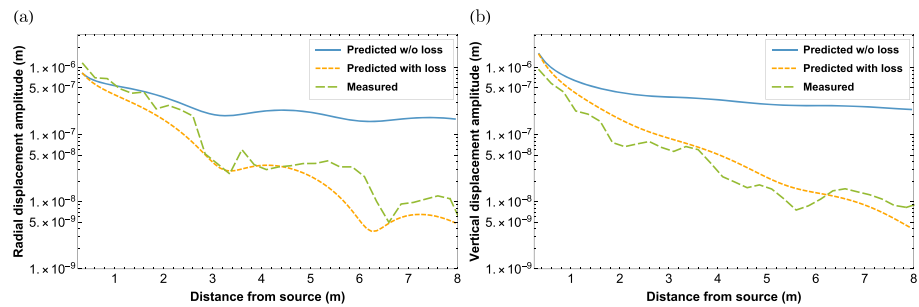 (a)
Radial displacement amplitude (m)
1.×10⁻⁶
5.×10⁻⁷
1.×10⁻⁷
5.×10⁻⁸
1.×10⁻⁸
5.×10⁻⁹
1.×10⁻⁹
Predicted w/o loss
Predicted with loss
Measured
1 2 3 4 5 6 7 8
Distance from source (m)
(b)
Vertical displacement amplitude (m)
1.×10⁻⁶
5.×10⁻⁷
1.×10⁻⁷
5.×10⁻⁸
1.×10⁻⁸
5.×10⁻⁹
1.×10⁻⁹
Predicted w/o loss
Predicted with loss
Measured
1 2 3 4 5 6 7 8
Distance from source (m)